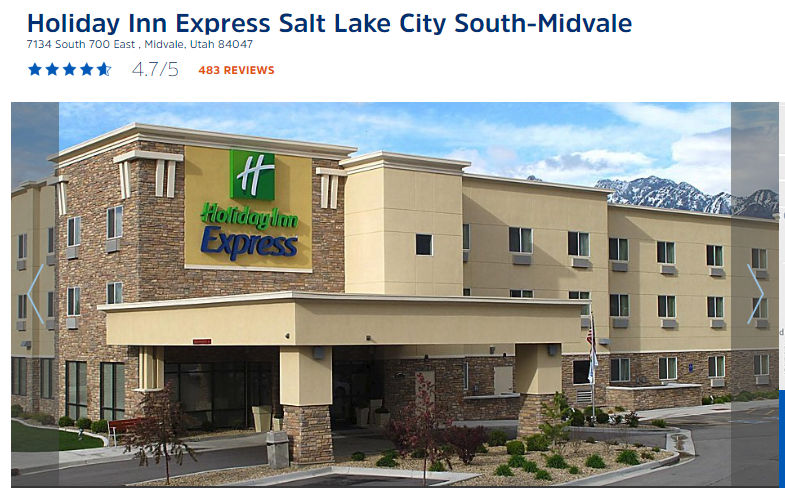 Holiday Inn Express Salt Lake City South-Midvale
7134 South 700 East , Midvale, Utah 84047
4.7/5 483 REVIEWS
H
Holiday Inn
Express